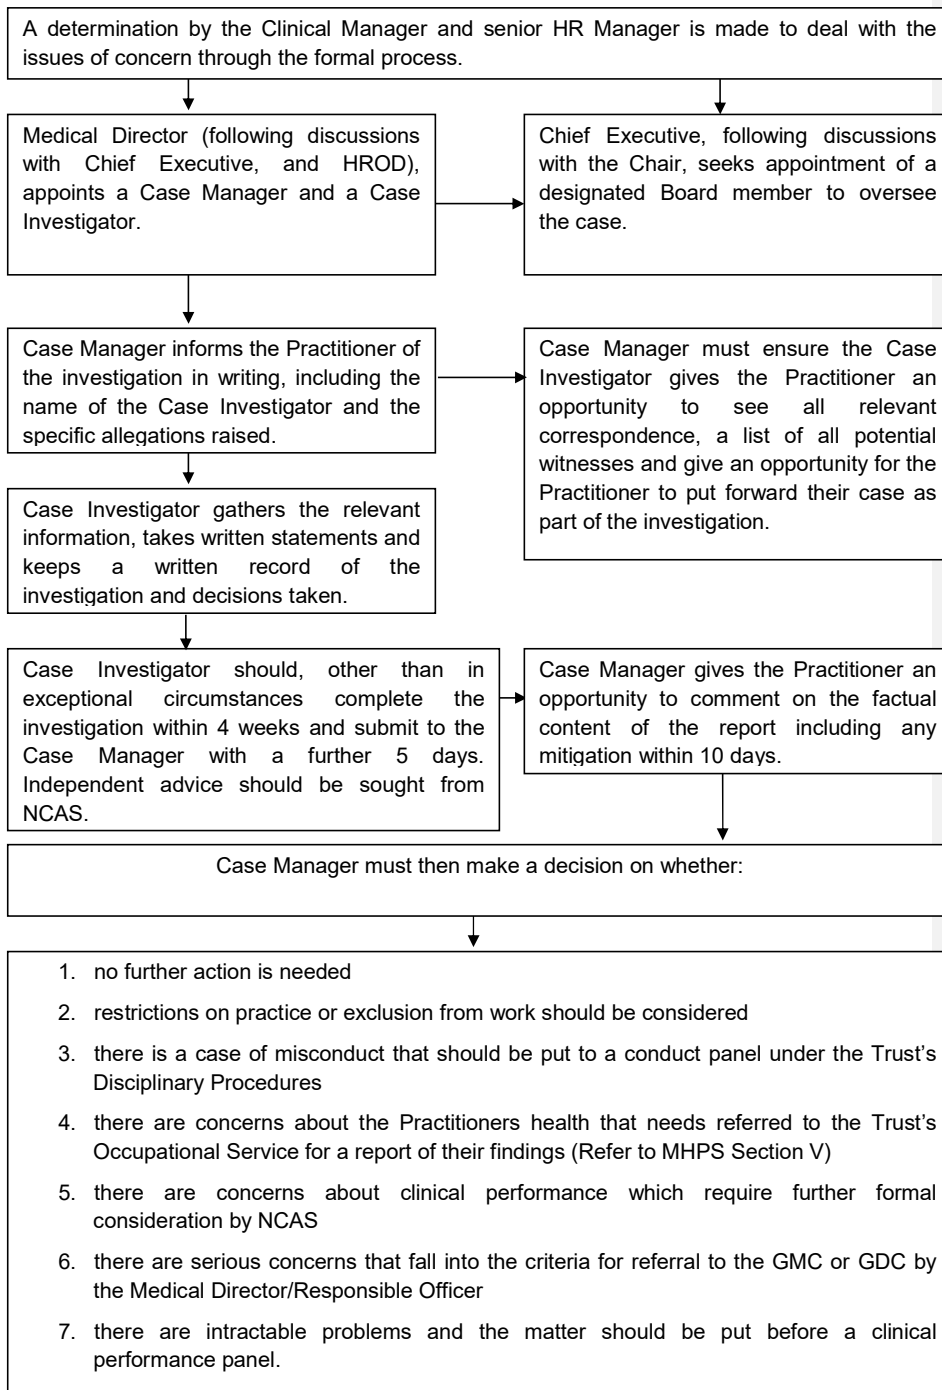 A determination by the Clinical Manager and senior HR Manager is made to deal with the
issues of concern through the formal process.
Medical Director (following discussions
with Chief Executive, and HROD),
appoints a Case Manager and a Case
Investigator.
Chief Executive, following discussions
with the Chair, seeks appointment of a
designated Board member to oversee
the case.
Case Manager informs the Practitioner of
the investigation in writing, including the
name of the Case Investigator and the
specific allegations raised.
Case Manager must ensure the Case
Investigator gives the Practitioner an
opportunity to see all relevant
correspondence, a list of all potential
witnesses and give an opportunity for the
Practitioner to put forward their case as
part of the investigation.
Case Investigator gathers the relevant
information, takes written statements and
keeps a written record of the
investigation and decisions taken.
Case Investigator should, other than in
exceptional circumstances complete the
investigation within 4 weeks and submit to the
Case Manager with a further 5 days.
Independent advice should be sought from
NCAS.
Case Manager gives the Practitioner an
opportunity to comment on the factual
content of the report including any
mitigation within 10 days.
Case Manager must then make a decision on whether:
1. no further action is needed
2. restrictions on practice or exclusion from work should be considered
3. there is a case of misconduct that should be put to a conduct panel under the Trust’s
Disciplinary Procedures
4. there are concerns about the Practitioners health that needs referred to the Trust’s
Occupational Service for a report of their findings (Refer to MHPS Section V)
5. there are concerns about clinical performance which require further formal
consideration by NCAS
6. there are serious concerns that fall into the criteria for referral to the GMC or GDC by
the Medical Director/Responsible Officer
7. there are intractable problems and the matter should be put before a clinical
performance panel.